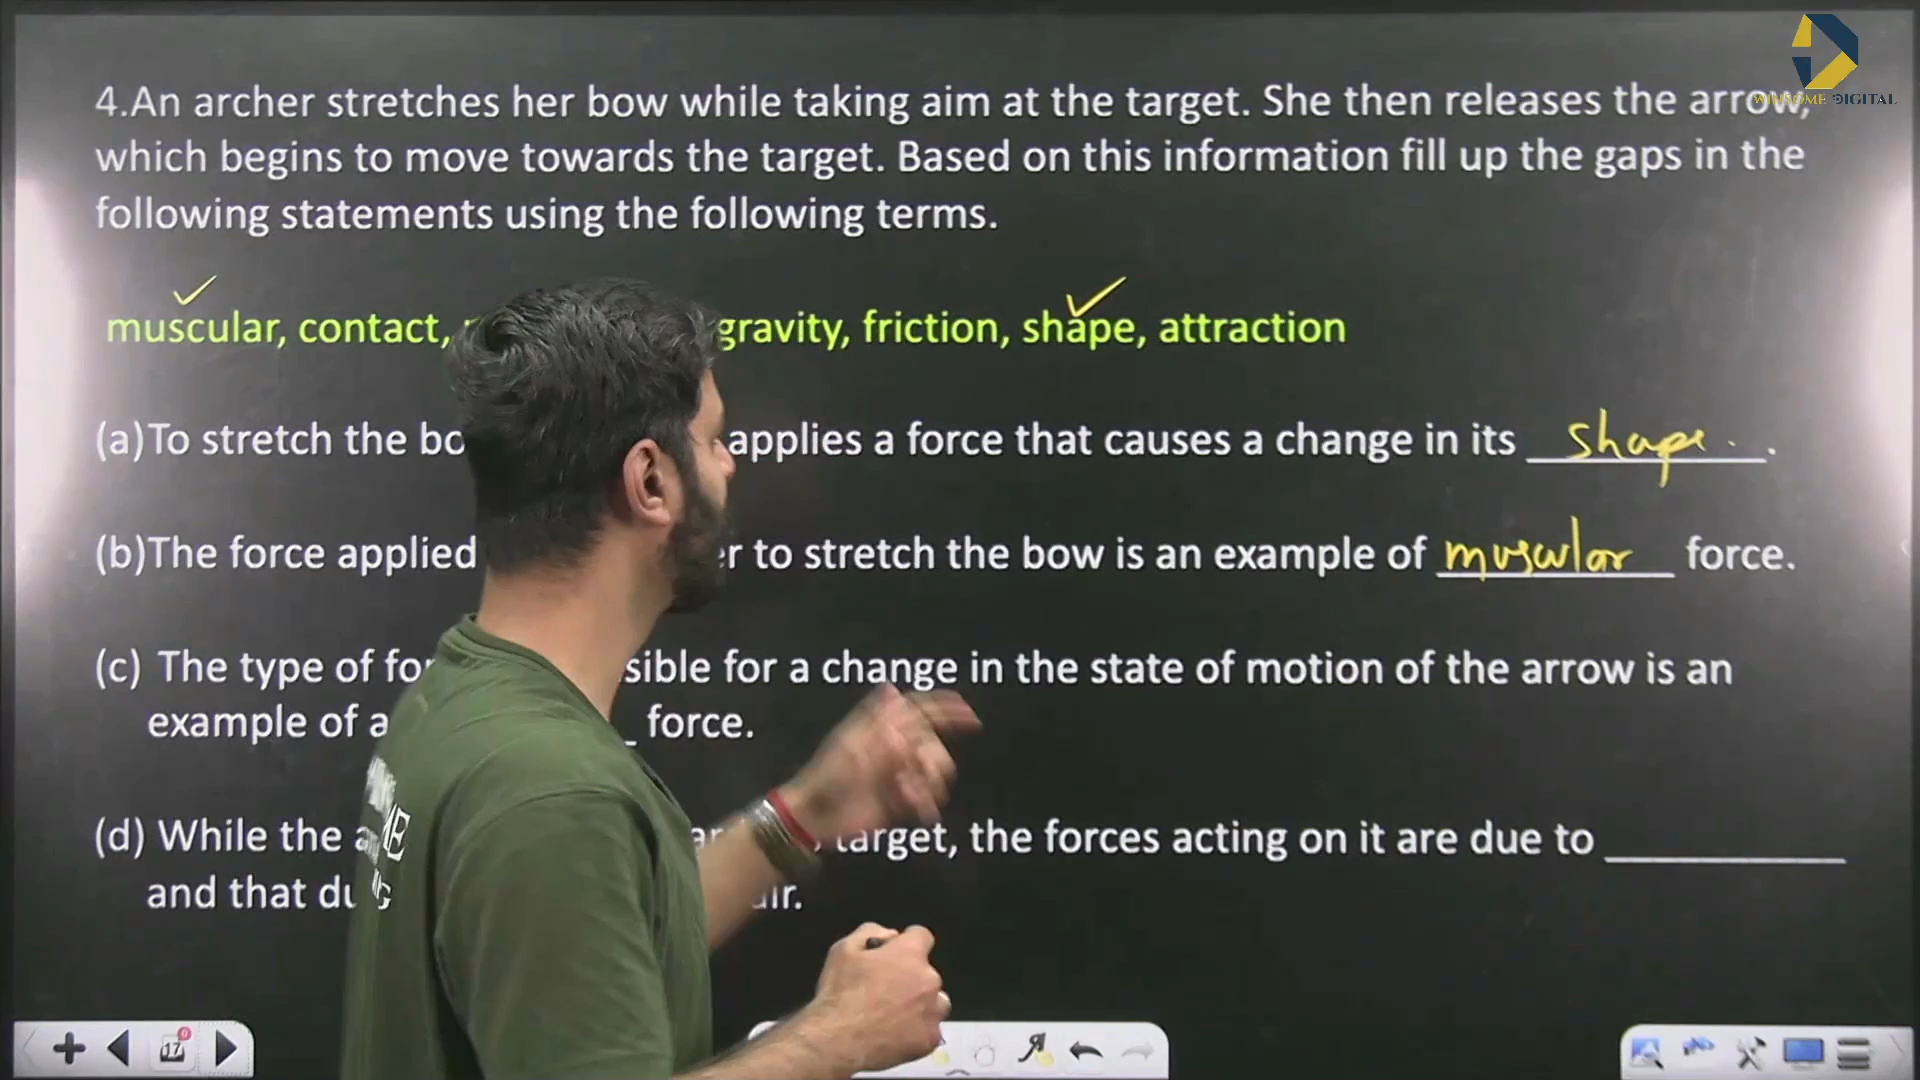 WINSOME DIGITAL
4.An archer stretches her bow while taking aim at the target. She then releases the arrow,
which begins to move towards the target. Based on this information fill up the gaps in the
following statements using the following terms.
muscular, contact, gravity, friction, shape, attraction
(a)To stretch the applies a force that causes a change in its shape.
(b)The force applied to stretch the bow is an example of muscular force.
(c) The type of for a change in the state of motion of the arrow is an
example of force.
(d) While the target, the forces acting on it are due to
and that
17
0